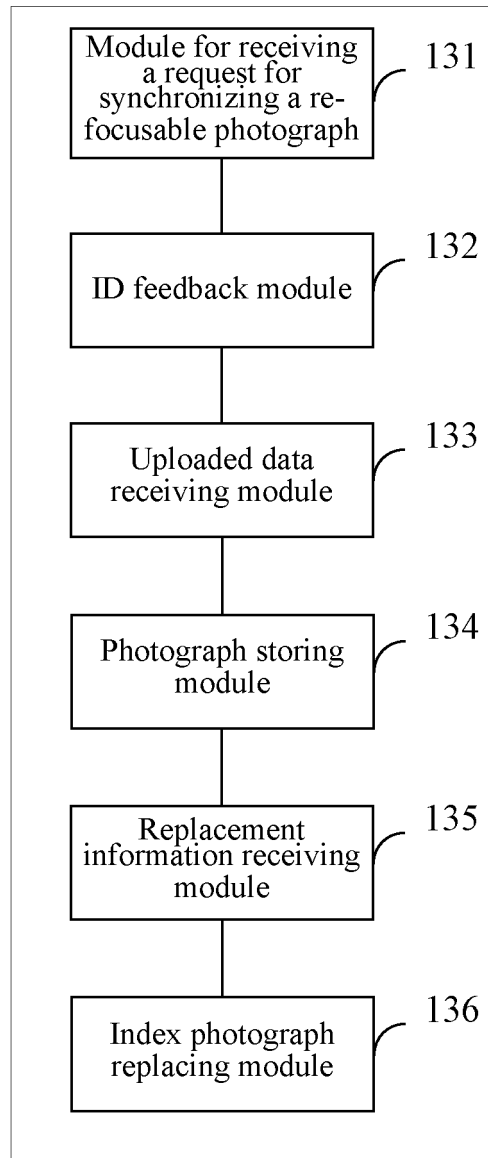 Module for receiving
a request for
synchronizing a re-
focusable photograph
131
ID feedback module
132
Uploaded data
receiving module
133
Photograph storing
module
134
Replacement
information receiving
module
135
Index photograph
replacing module
136